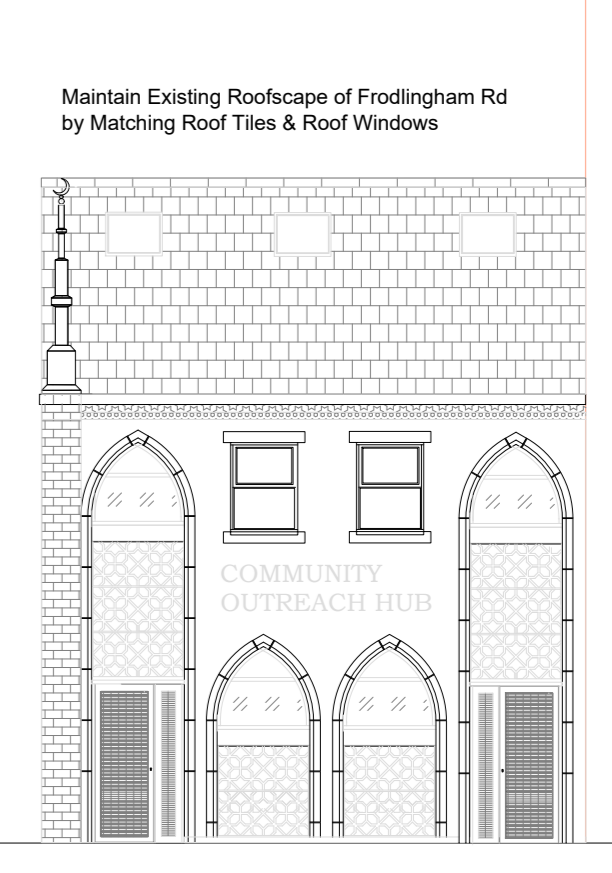 Maintain Existing Roofscape of Frodlingham Rd
by Matching Roof Tiles & Roof Windows
COMMUNITY
OUTREACH HUB